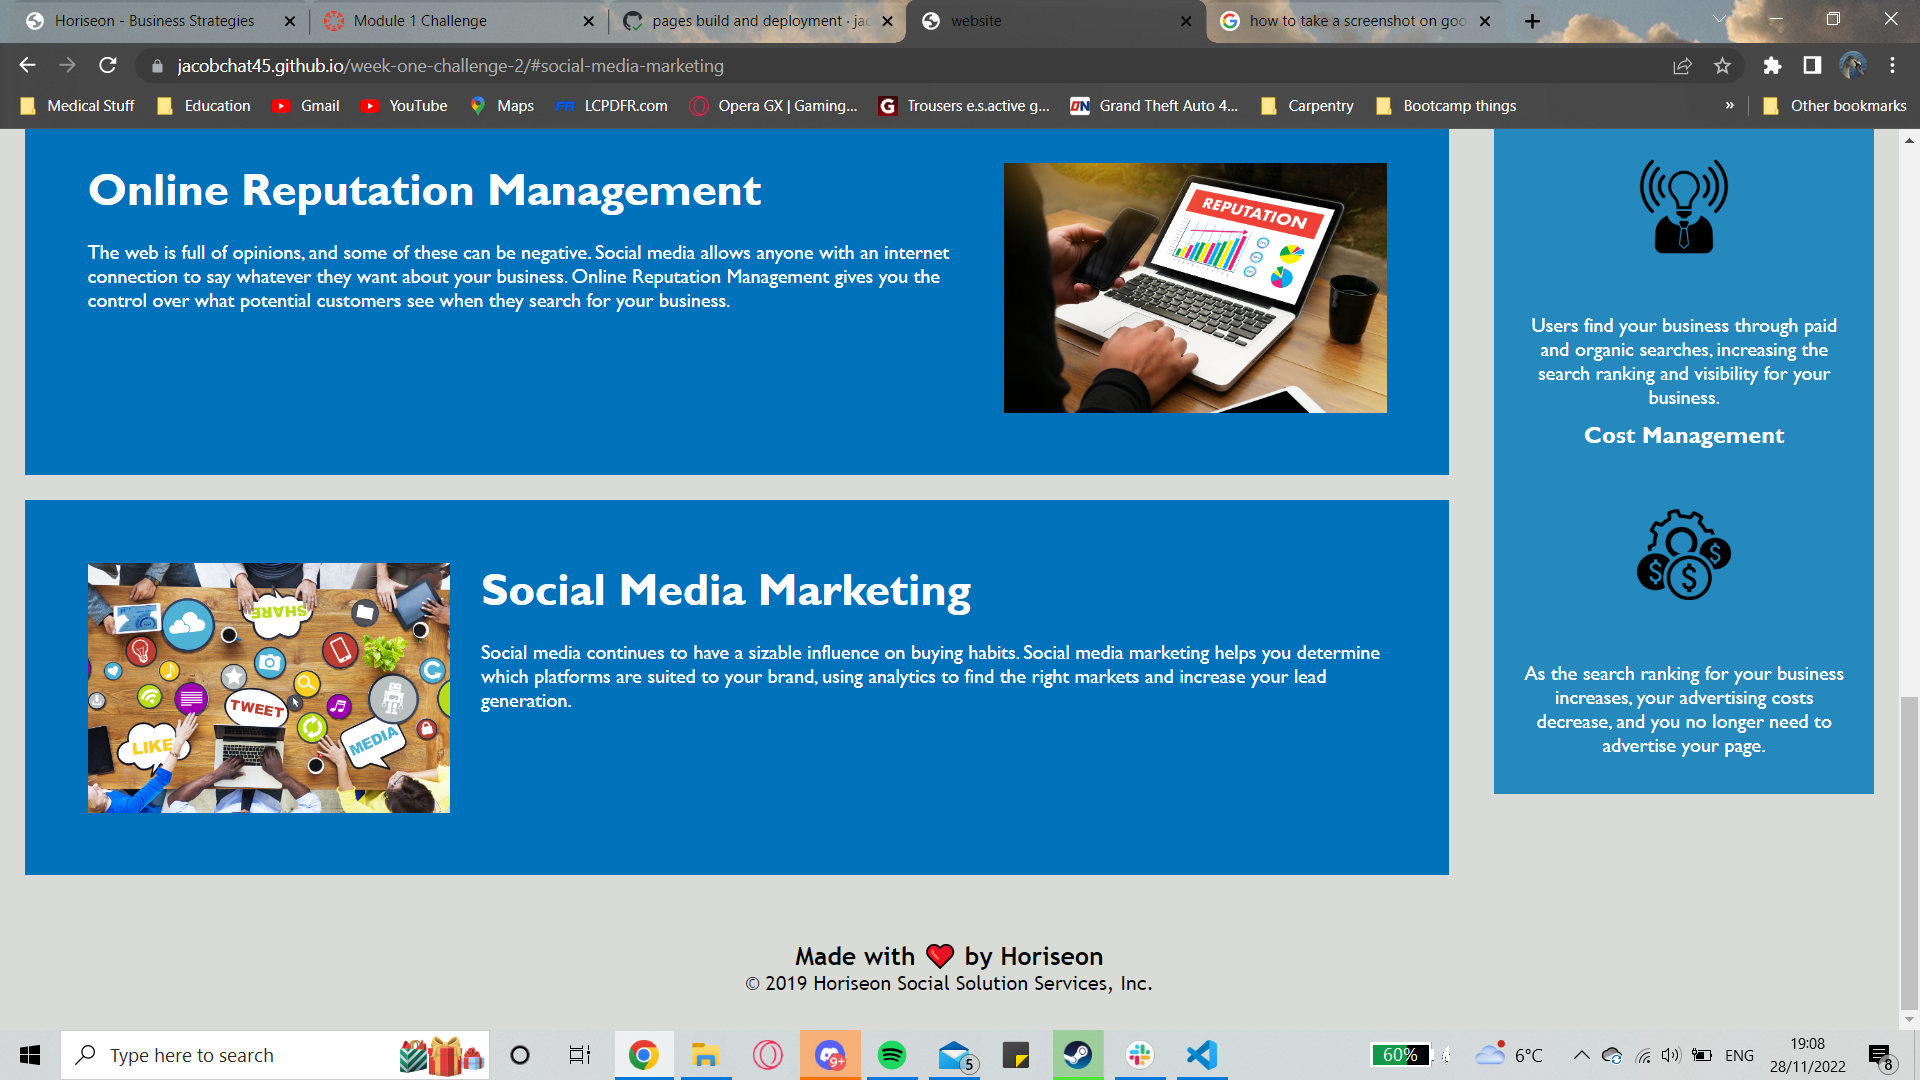 Horiseon - Business Strategies
Module 1 Challenge
pages build and deployment · jac
website
how to take a screenshot on goo
jacobchat45.github.io/week-one-challenge-2/#social-media-marketing
Medical Stuff
Education
Gmail
YouTube
Maps
FR
LCPDFR.com
Opera GX | Gaming...
G
Trousers e.s.active g...
Grand Theft Auto 4...
Carpentry
Bootcamp things
»
Other bookmarks
Online Reputation Management
The web is full of opinions, and some of these can be negative. Social media allows anyone with an internet
connection to say whatever they want about your business. Online Reputation Management gives you the
control over what potential customers see when they search for your business.
REPUTATION
Users find your business through paid
and organic searches, increasing the
search ranking and visibility for your
business.
Cost Management
$ $
$
As the search ranking for your business
increases, your advertising costs
decrease, and you no longer need to
advertise your page.
SHARE
TWEET
LIKE
MEDIA
Social Media Marketing
Social media continues to have a sizable influence on buying habits. Social media marketing helps you determine
which platforms are suited to your brand, using analytics to find the right markets and increase your lead
generation.
Made with ❤ by Horiseon
© 2019 Horiseon Social Solution Services, Inc.
Type here to search
9+
5
60%
6°C
ENG
19:08
28/11/2022
8